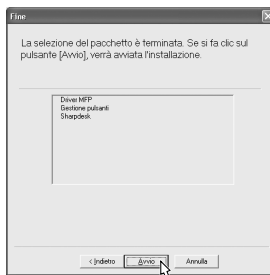 Fine
La selezione del pacchetto è terminata. Se si fa clic sul
pulsante [Avvio], verrà avviata l'installazione.
Driver MFP
Gestione pulsanti
Sharpdesk
< Indietro
Avvio
Annulla